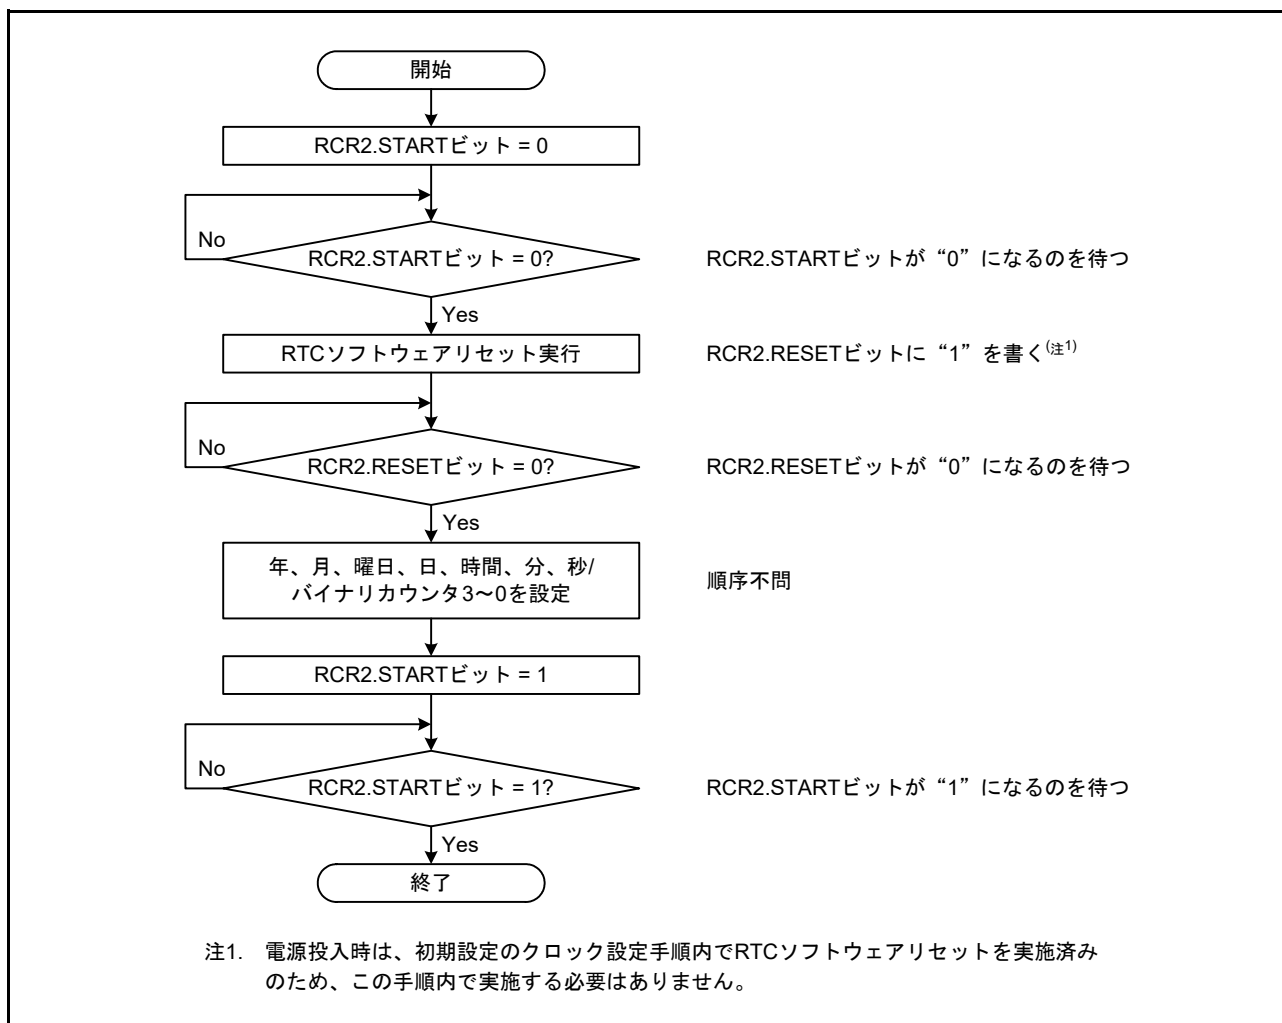 開始
RCR2.STARTビット = 0
No
RCR2.STARTビット = 0?
RCR2.STARTビットが“0”になるのを待つ
Yes
RTCソフトウェアリセット実行
RCR2.RESETビットに“1”を書く(注1)
No
RCR2.RESETビット = 0?
RCR2.RESETビットが“0”になるのを待つ
Yes
年、月、曜日、日、時間、分、秒/
バイナリカウンタ3～0を設定
順序不問
RCR2.STARTビット = 1
No
RCR2.STARTビット = 1?
RCR2.STARTビットが“1”になるのを待つ
Yes
終了
注1. 電源投入時は、初期設定のクロック設定手順内でRTCソフトウェアリセットを実施済み
のため、この手順内で実施する必要はありません。